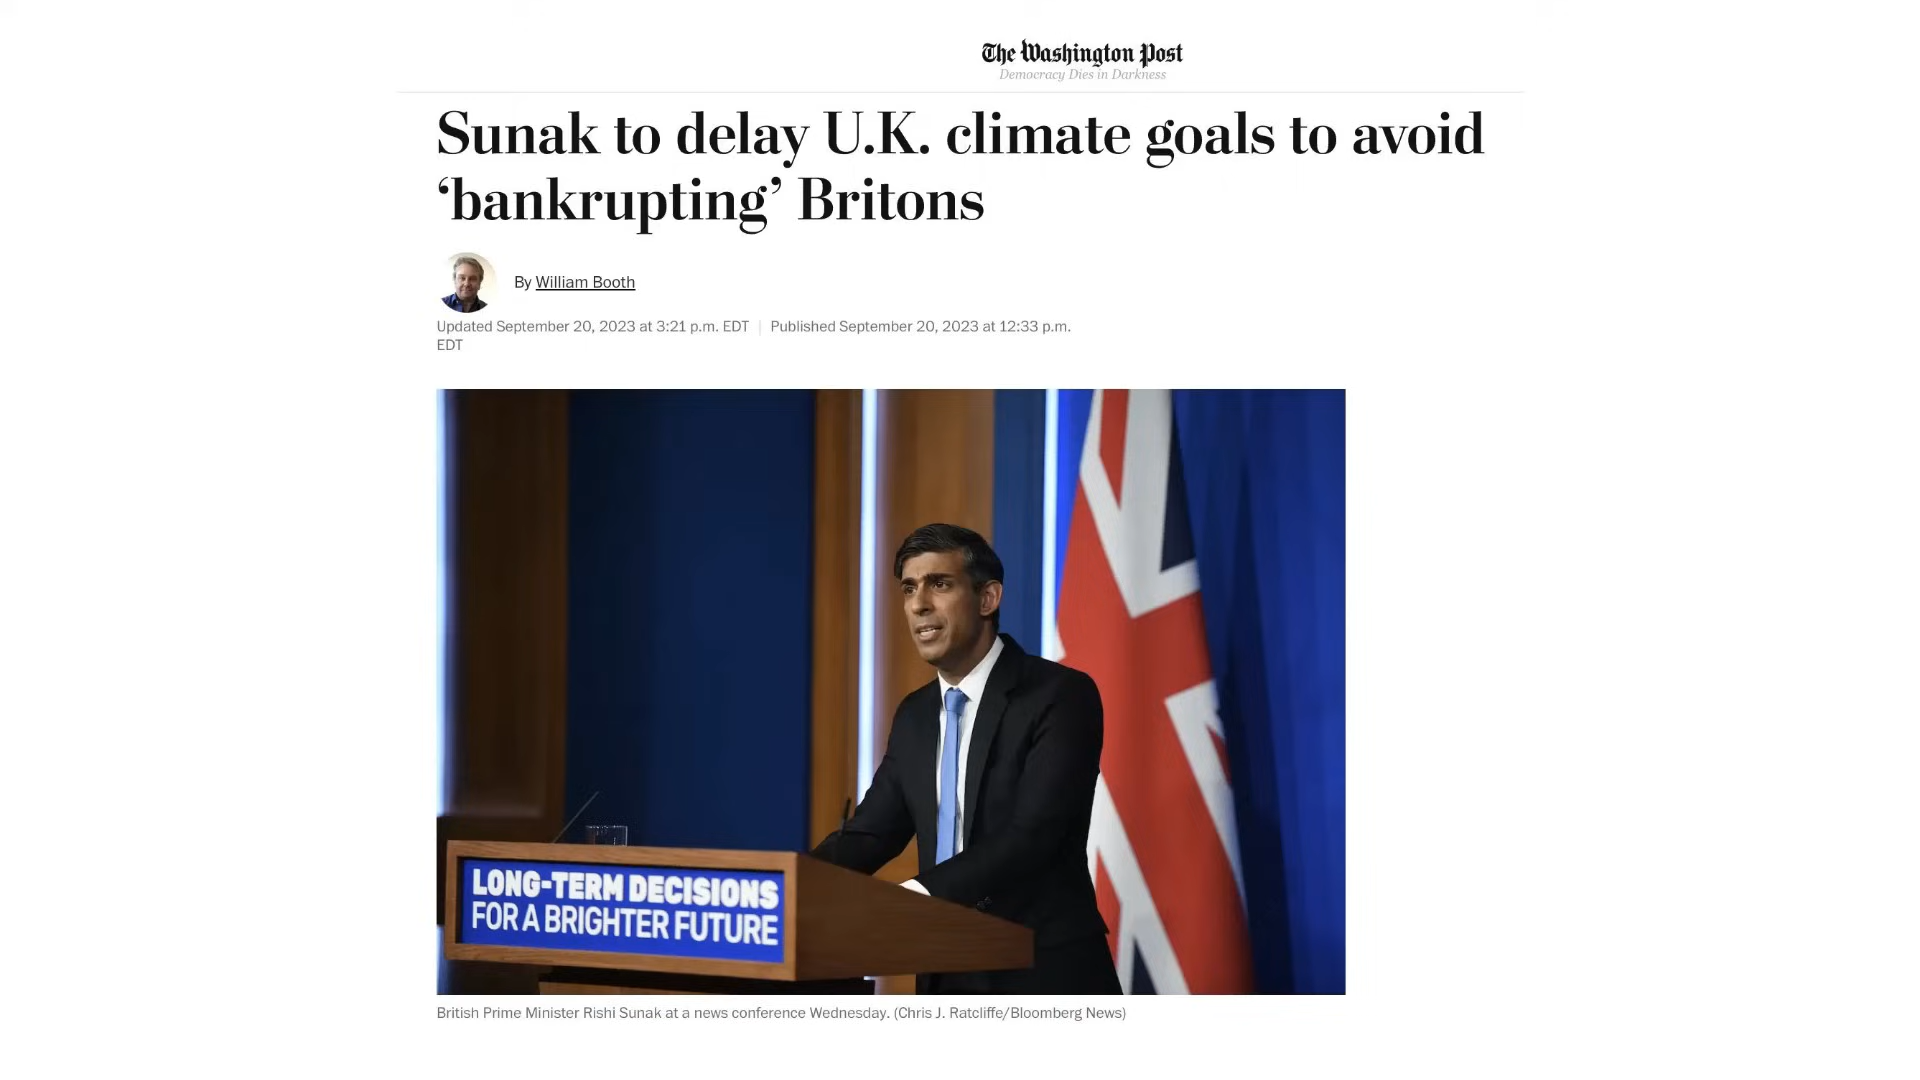 The Washington Post
Democracy Dies in Darkness
Sunak to delay U.K. climate goals to avoid
‘bankrupting’ Britons
By William Booth
Updated September 20, 2023 at 3:21 p.m. EDT | Published September 20, 2023 at 12:33 p.m.
EDT
LONG-TERM DECISIONS
FOR A BRIGHTER FUTURE
British Prime Minister Rishi Sunak at a news conference Wednesday. (Chris J. Ratcliffe/Bloomberg News)